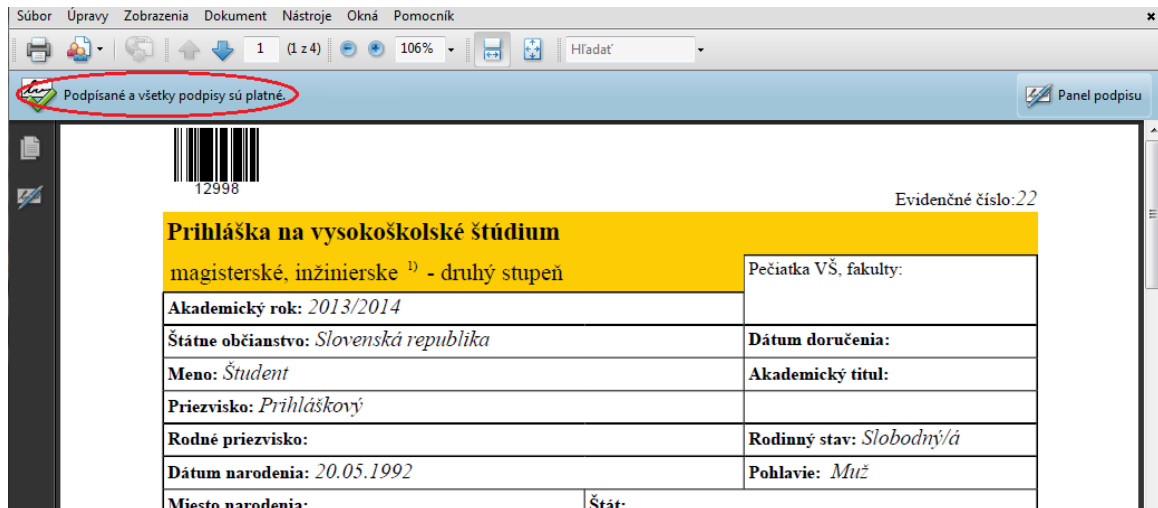 Súbor Úpravy Zobrazenia Dokument Nástroje Okná Pomocník
1 (1 z 4) 106% Hľadať
Podpísané a všetky podpisy sú platné. Panel podpisu
12998
Evidenčné číslo:22
Prihláška na vysokoškolské štúdium
magisterské, inžinierske 1) - druhý stupeň
Pečiatka VŠ, fakulty:
Akademický rok: 2013/2014
Štátne občianstvo: Slovenská republika Dátum doručenia:
Meno: Študent Akademický titul:
Priezvisko: Prihláškový
Rodné priezvisko: Rodinný stav: Slobodný/á
Dátum narodenia: 20.05.1992 Pohlavie: Muž
Miesto narodenia: Štát: